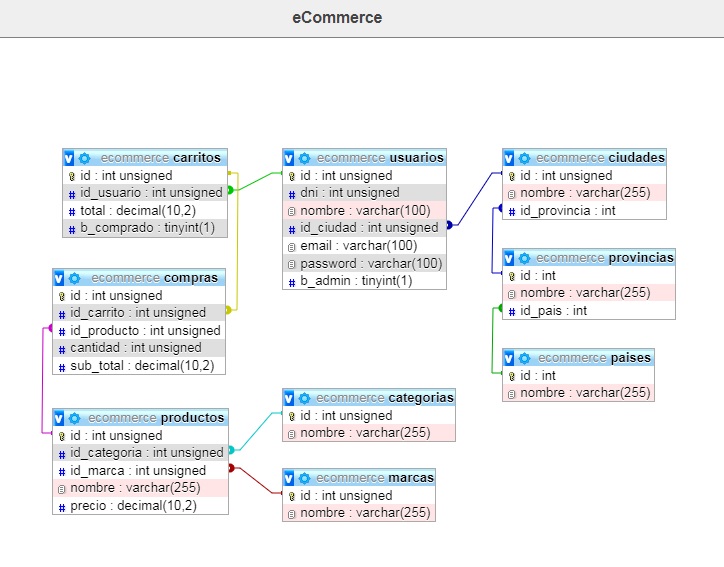 eCommerce
v ecommerce carritos
id : int unsigned
# id_usuario : int unsigned
# total : decimal(10,2)
# b_comprado : tinyint(1)
v ecommerce usuarios
id : int unsigned
# dni : int unsigned
nombre : varchar(100)
# id_ciudad : int unsigned
email : varchar(100)
password : varchar(100)
# b_admin : tinyint(1)
v ecommerce ciudades
id : int unsigned
nombre : varchar(255)
# id_provincia : int
v ecommerce provincias
id : int
nombre : varchar(255)
# id_pais : int
v ecommerce paises
id : int
nombre : varchar(255)
v ecommerce compras
id : int unsigned
# id_carrito : int unsigned
# id_producto : int unsigned
# cantidad : int unsigned
# sub_total : decimal(10,2)
v ecommerce productos
id : int unsigned
# id_categoria : int unsigned
# id_marca : int unsigned
nombre : varchar(255)
# precio : decimal(10,2)
v ecommerce categorias
id : int unsigned
nombre : varchar(255)
v ecommerce marcas
id : int unsigned
nombre : varchar(255)